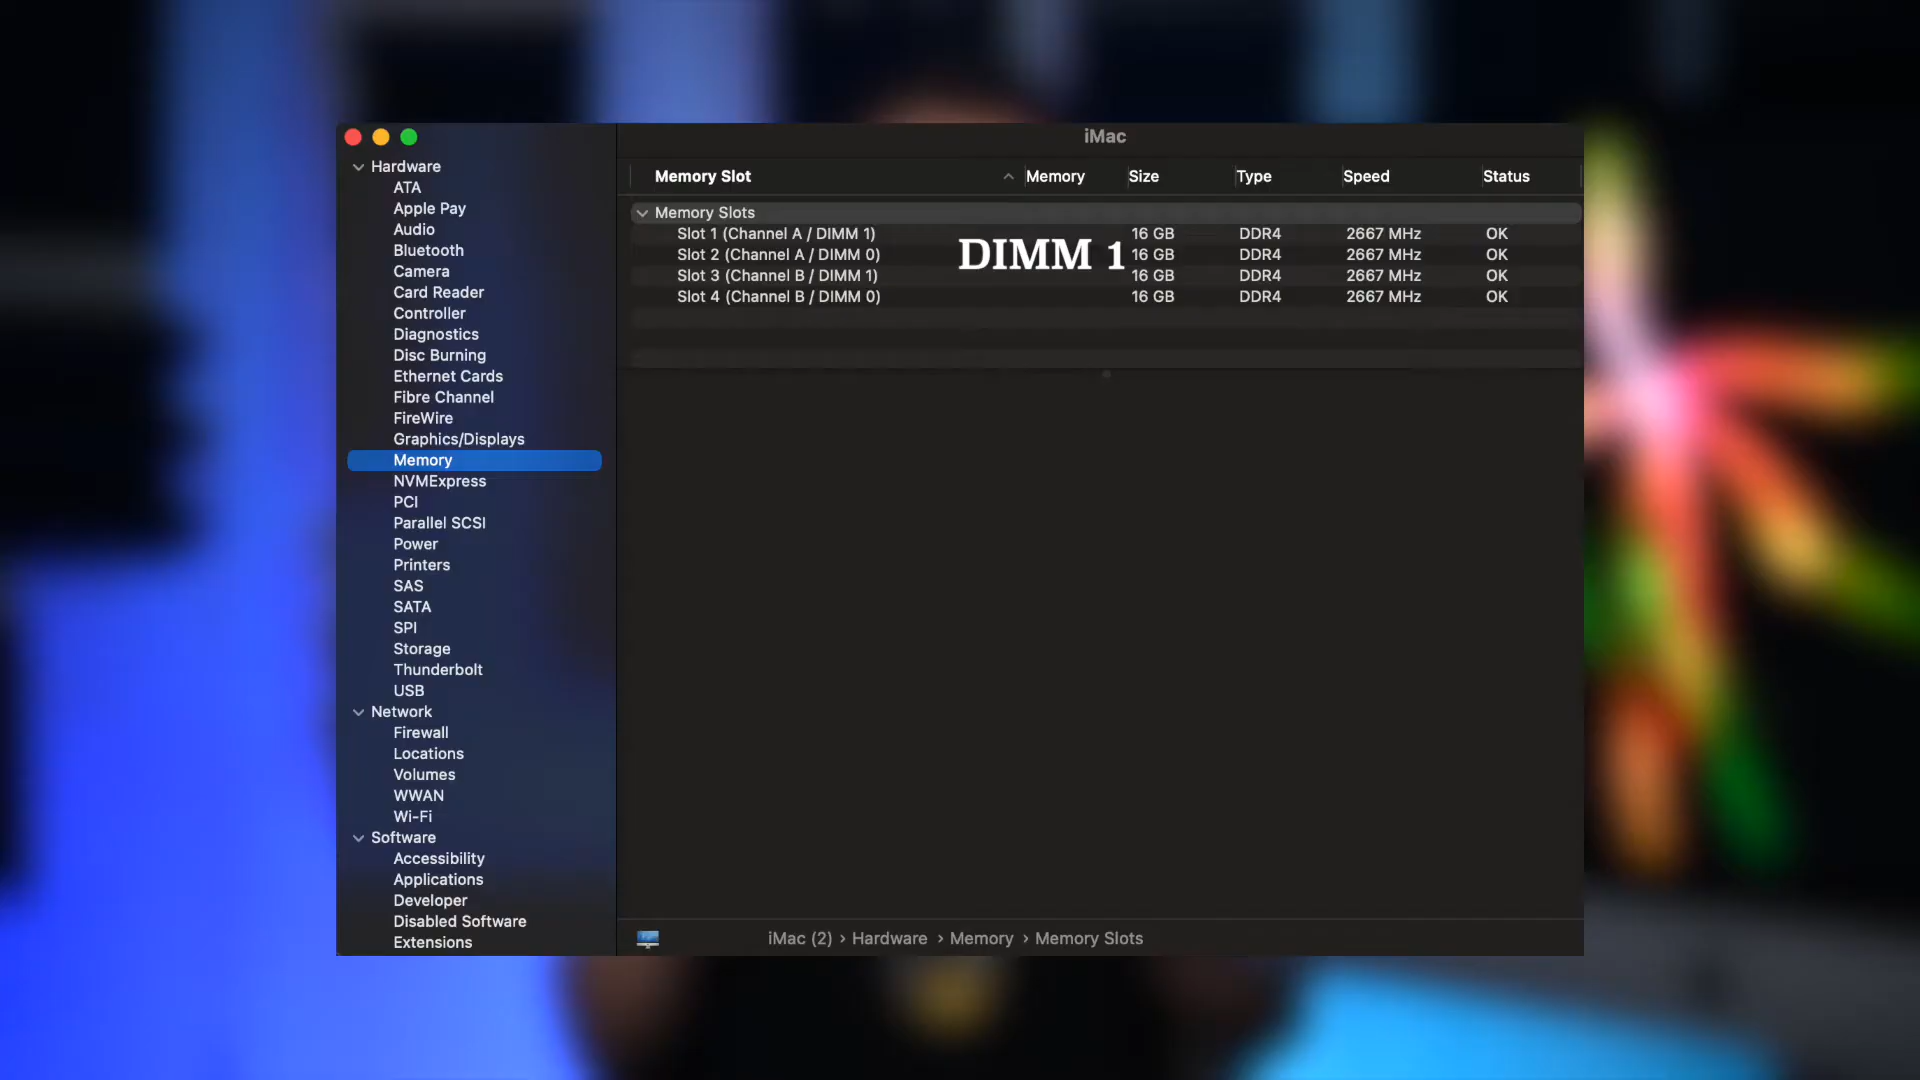 iMac
Hardware
ATA
Apple Pay
Audio
Bluetooth
Camera
Card Reader
Controller
Diagnostics
Disc Burning
Ethernet Cards
Fibre Channel
FireWire
Graphics/Displays
Memory
NVMExpress
PCI
Parallel SCSI
Power
Printers
SAS
SATA
SPI
Storage
Thunderbolt
USB
Network
Firewall
Locations
Volumes
WWAN
Wi-Fi
Software
Accessibility
Applications
Developer
Disabled Software
Extensions
Memory Slot Memory Size Type Speed Status
Memory Slots
Slot 1 (Channel A / DIMM 1) 16 GB DDR4 2667 MHz OK
Slot 2 (Channel A / DIMM 0) 16 GB DDR4 2667 MHz OK
Slot 3 (Channel B / DIMM 1) 16 GB DDR4 2667 MHz OK
Slot 4 (Channel B / DIMM 0) 16 GB DDR4 2667 MHz OK
DIMM 1
iMac (2) › Hardware › Memory › Memory Slots